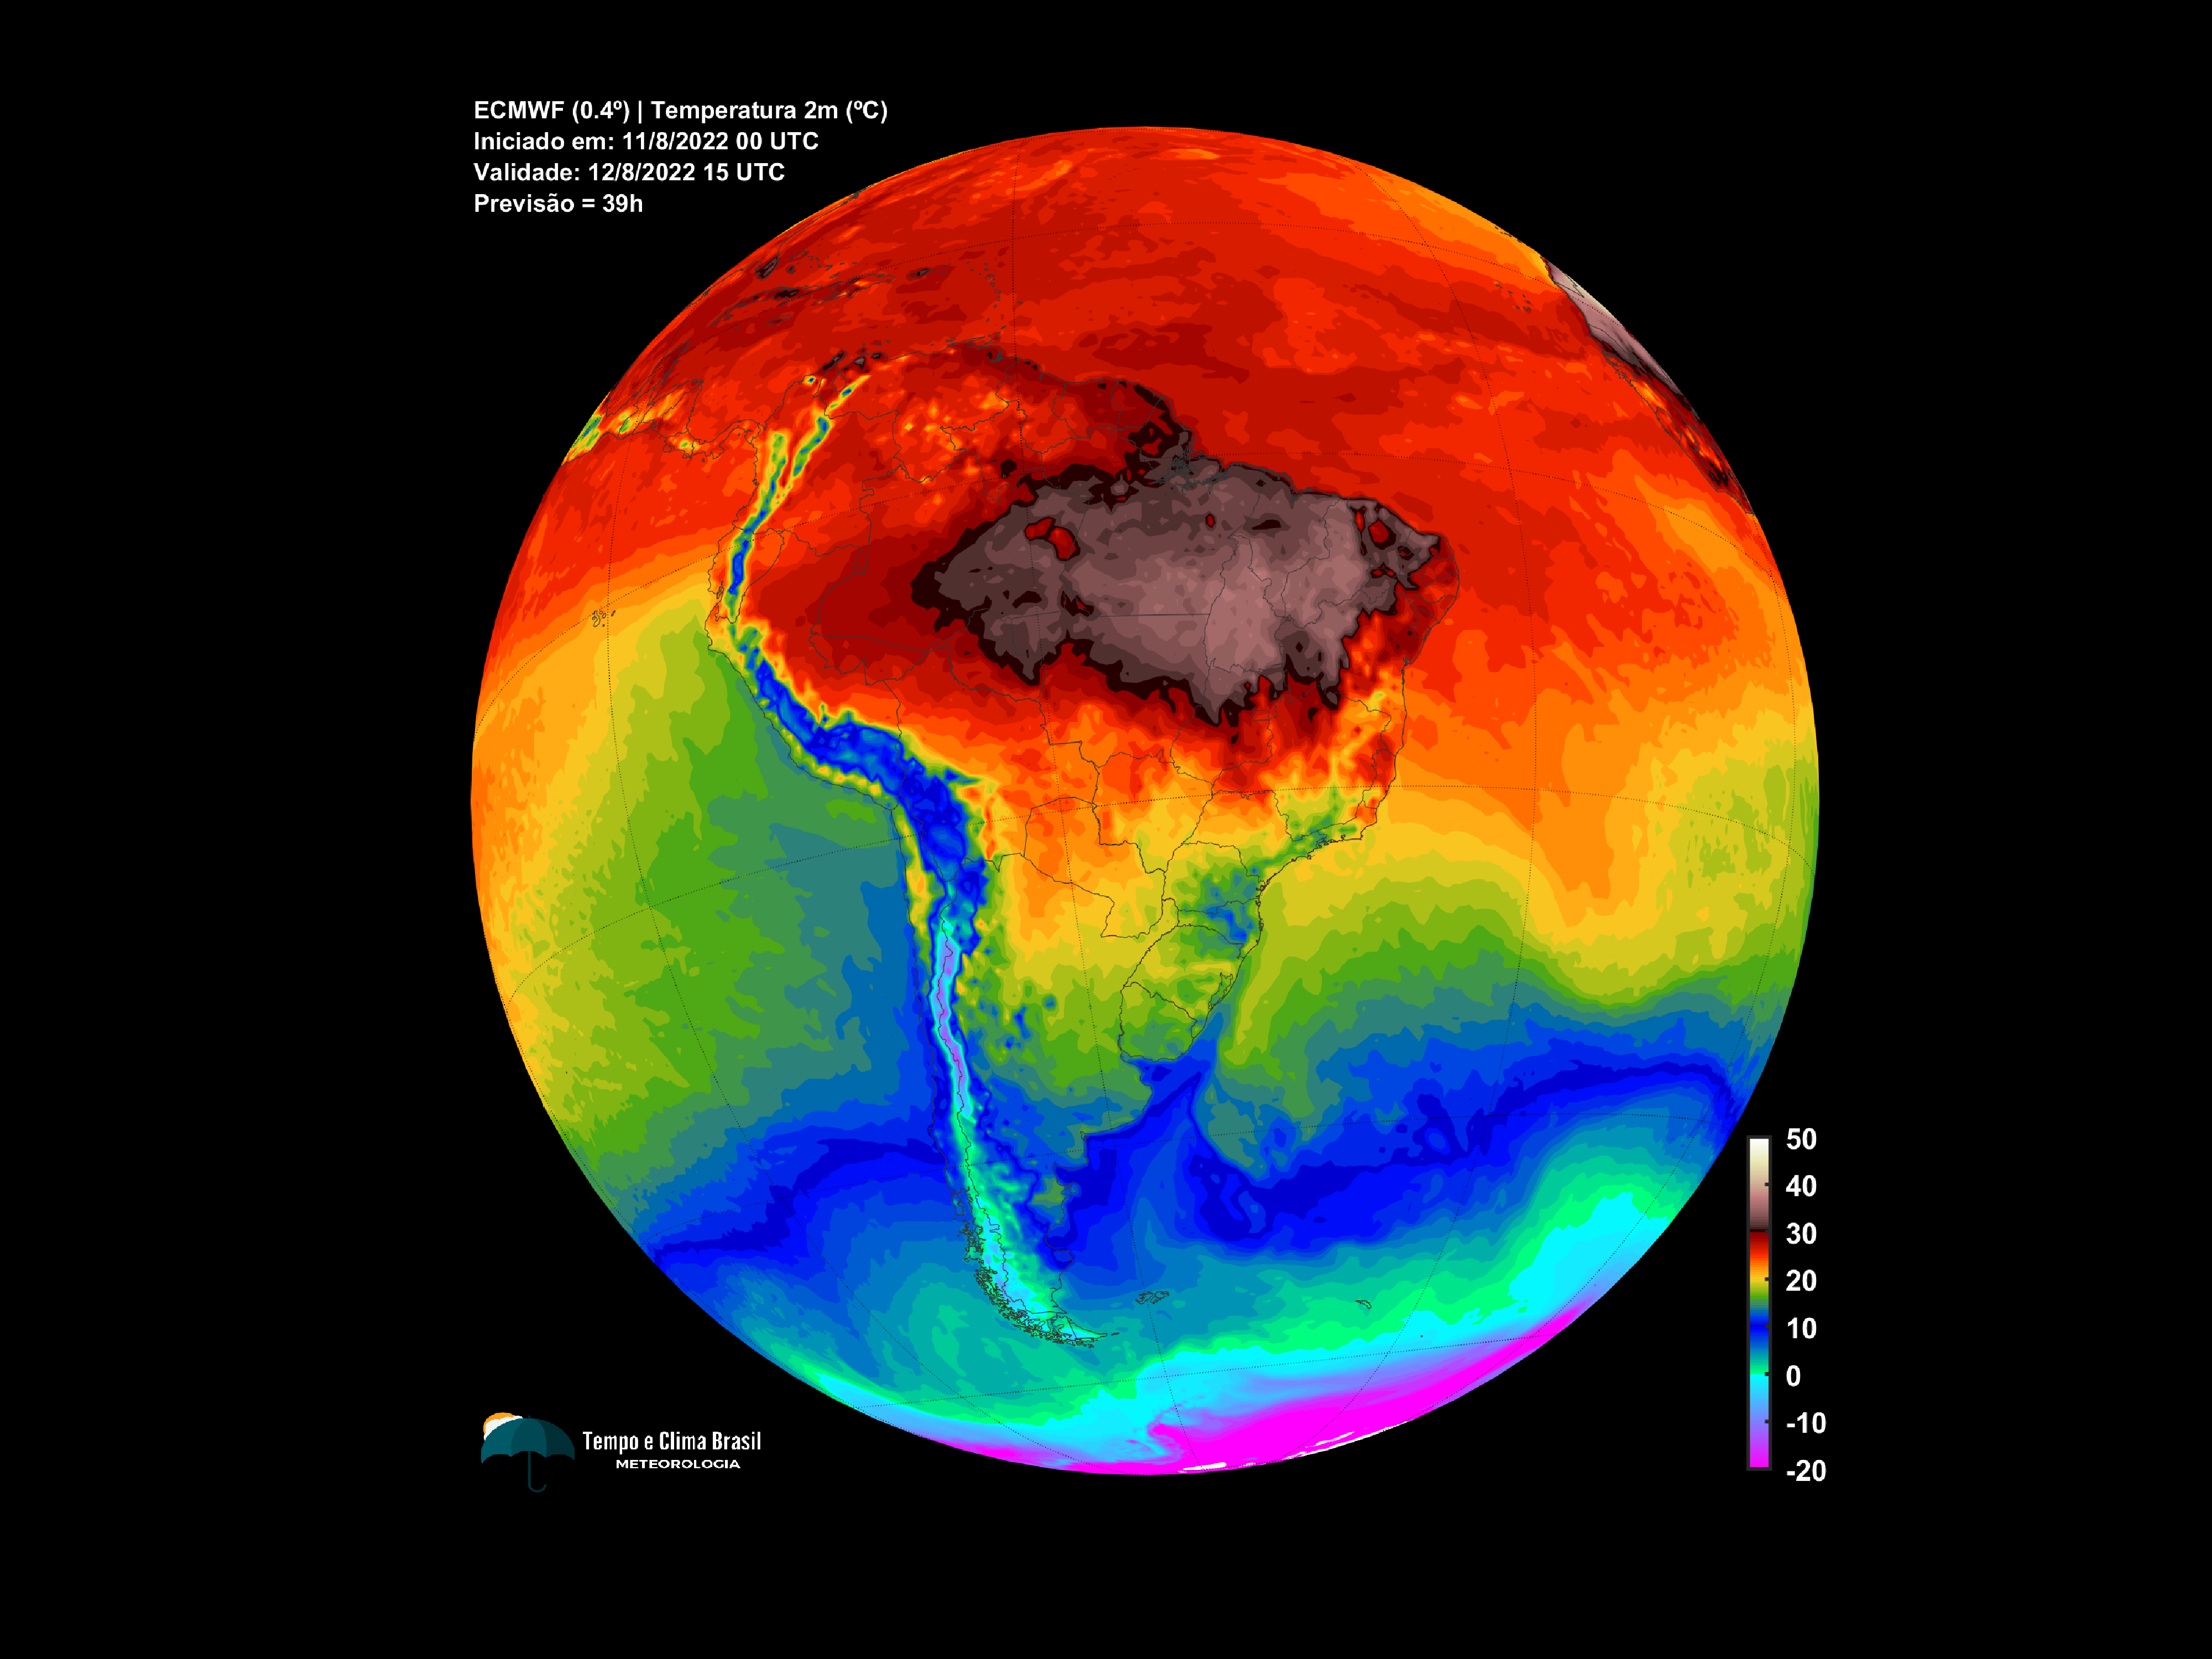 ECMWF (0.4º) | Temperatura 2m (ºC)
Iniciado em: 11/8/2022 00 UTC
Validade: 12/8/2022 15 UTC
Previsão = 39h
50
40
30
20
10
0
-10
-20
Tempo e Clima Brasil
METEOROLOGIA